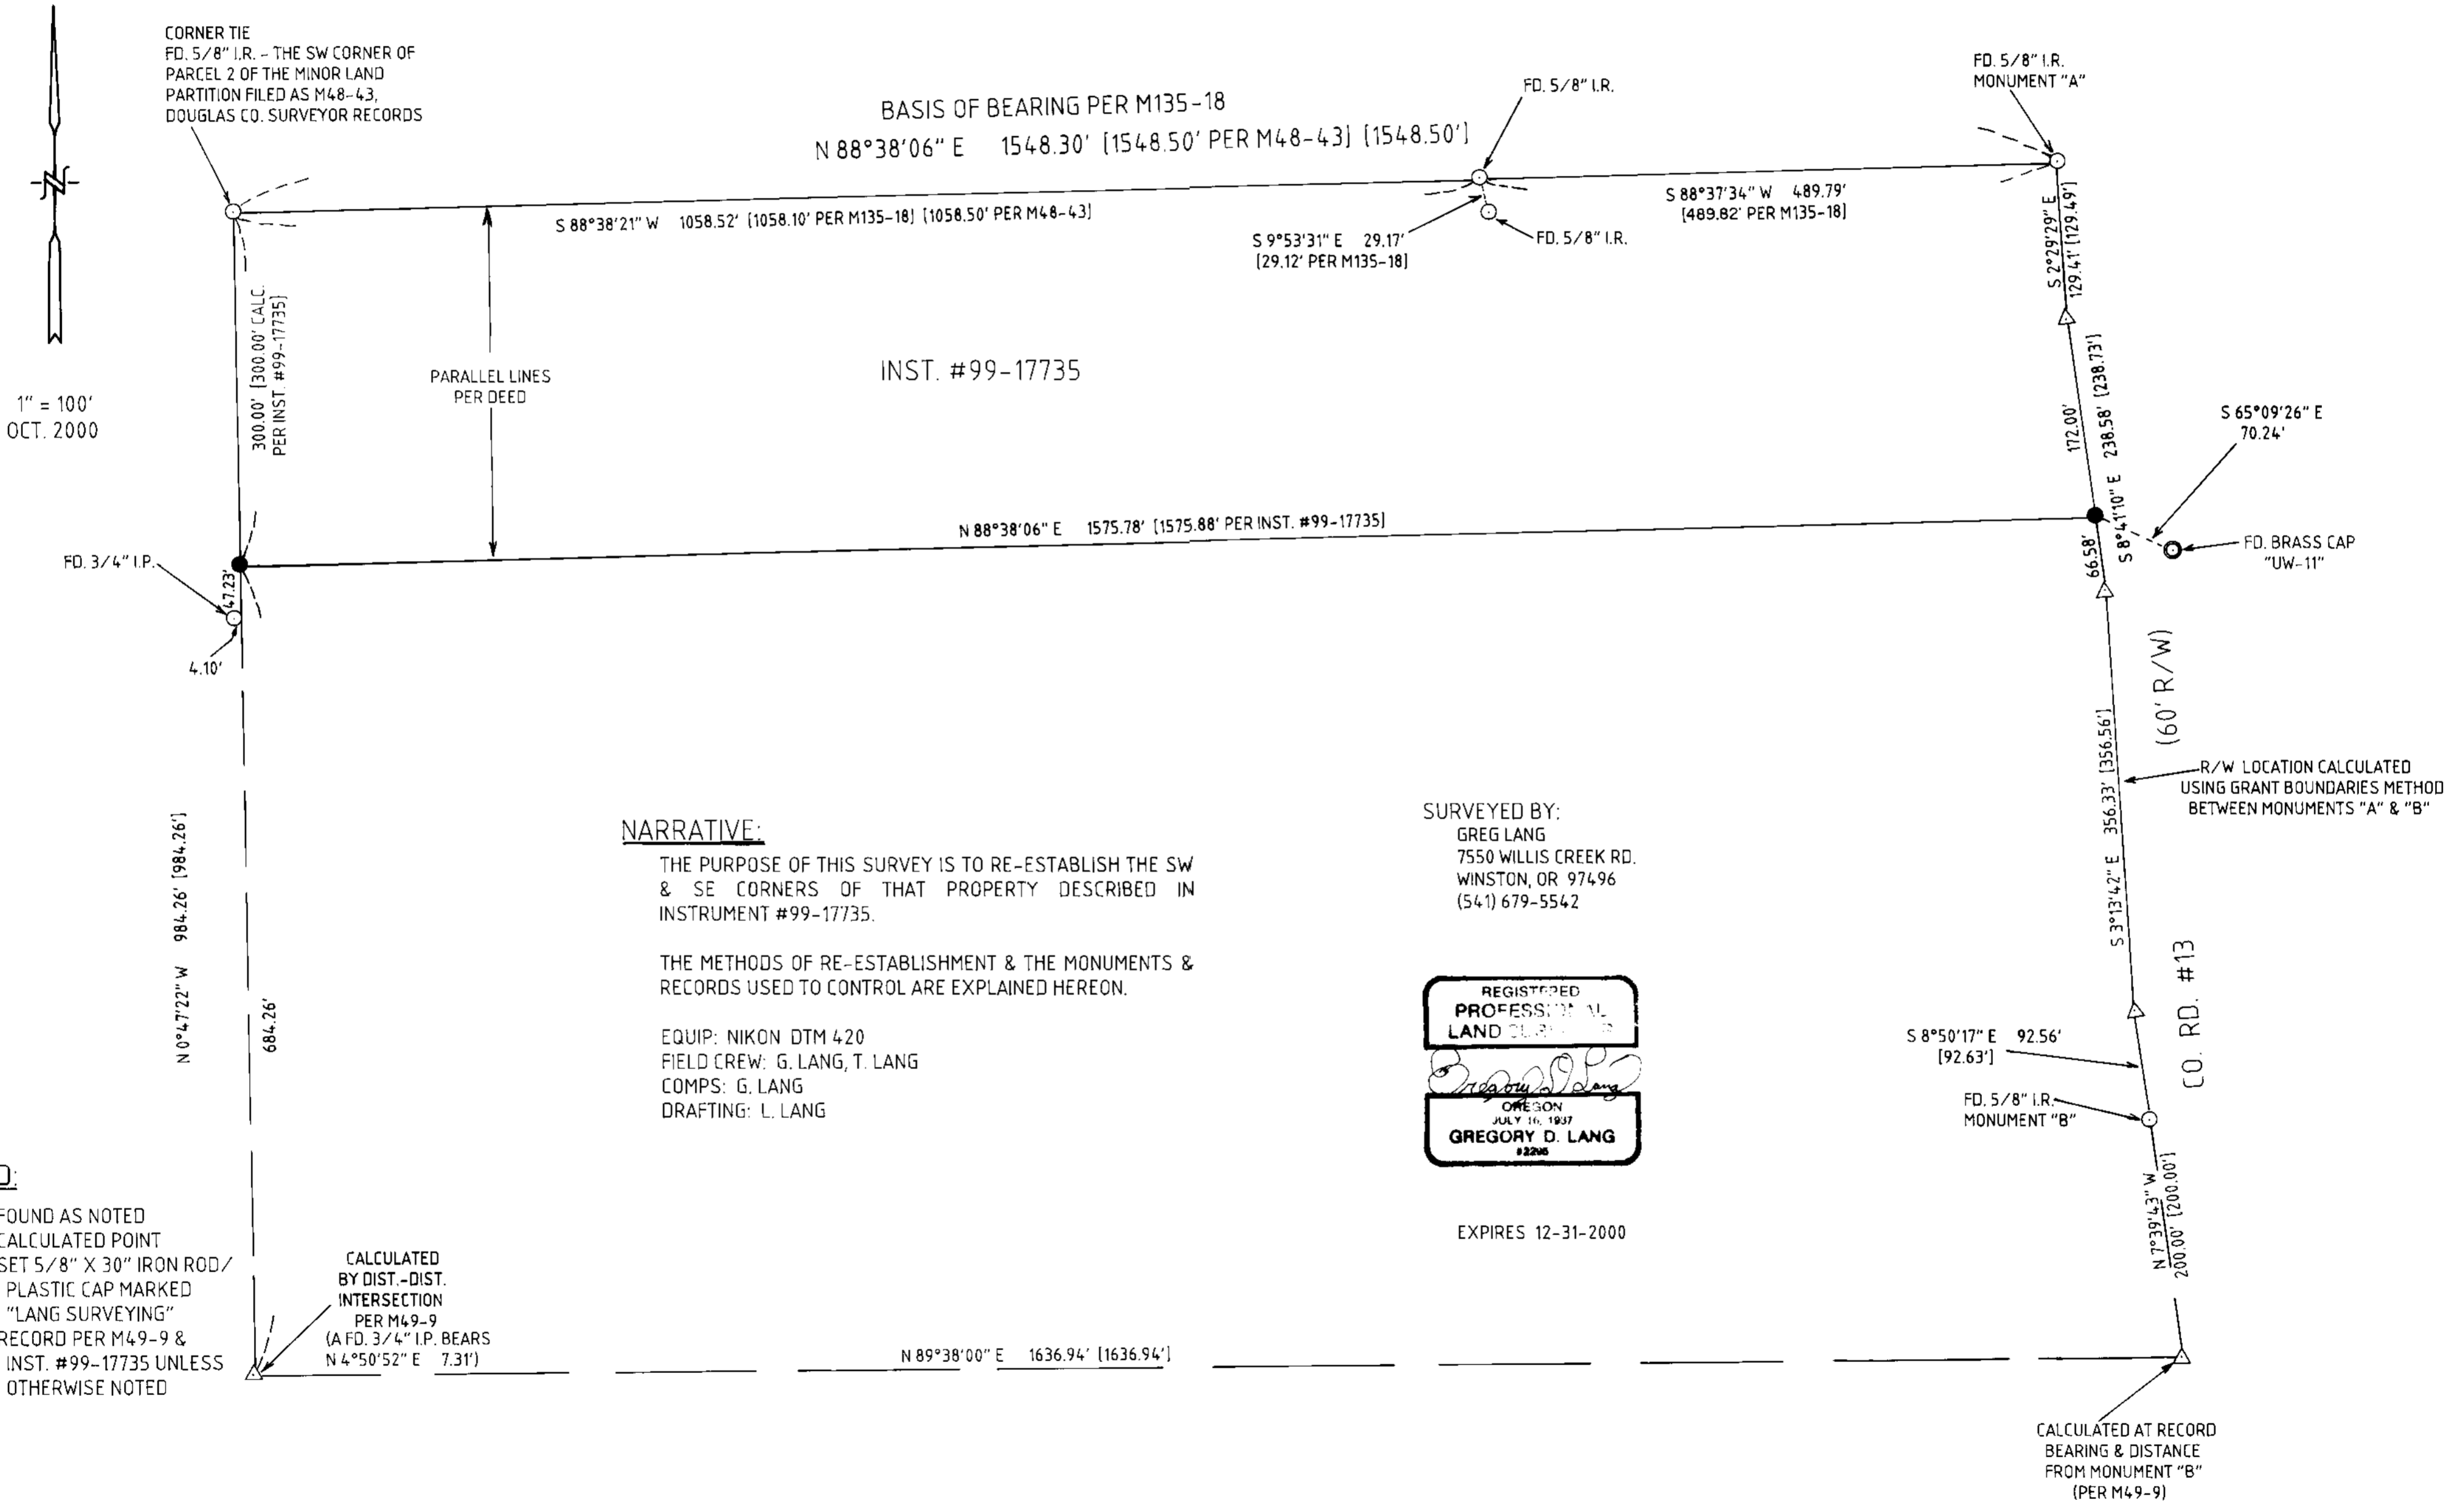 CORNER TIE
FD. 5/8" I.R. - THE SW CORNER OF
PARCEL 2 OF THE MINOR LAND
PARTITION FILED AS M48-43,
DOUGLAS CO. SURVEYOR RECORDS
BASIS OF BEARING PER M135-18
N 88°38'06" E 1548.30' [1548.50' PER M48-43] [1548.50']
FD. 5/8" I.R.
FD. 5/8" I.R.
MONUMENT "A"
N
1" = 100'
OCT. 2000
S 88°38'21" W 1058.52' [1058.10' PER M135-18] [1058.50' PER M48-43]
S 88°37'34" W 489.79'
[489.82' PER M135-18]
S 9°53'31" E 29.17'
[29.12' PER M135-18]
FD. 5/8" I.R.
S 2°29'29" E
129.41' [129.49']
300.00' [300.00' CALC.
PER INST. #99-17735]
PARALLEL LINES
PER DEED
INST. #99-17735
172.00'
S 8°41'10" E 238.58' [238.73']
S 65°09'26" E
70.24'
N 88°38'06" E 1575.78' [1575.88' PER INST. #99-17735]
FD. BRASS CAP
"UW-11"
FD. 3/4" I.P.
47.23'
4.10'
66.58'
(60' R/W)
S 3°13'42" E 356.33' [356.56']
R/W LOCATION CALCULATED
USING GRANT BOUNDARIES METHOD
BETWEEN MONUMENTS "A" & "B"
N 0°47'22" W 984.26' [984.26']
684.26'
NARRATIVE:
THE PURPOSE OF THIS SURVEY IS TO RE-ESTABLISH THE SW
& SE CORNERS OF THAT PROPERTY DESCRIBED IN
INSTRUMENT #99-17735.
THE METHODS OF RE-ESTABLISHMENT & THE MONUMENTS &
RECORDS USED TO CONTROL ARE EXPLAINED HEREON.
EQUIP: NIKON DTM 420
FIELD CREW: G. LANG, T. LANG
COMPS: G. LANG
DRAFTING: L. LANG
SURVEYED BY:
GREG LANG
7550 WILLIS CREEK RD.
WINSTON, OR 97496
(541) 679-5542
REGISTERED
PROFESSIONAL
LAND
Gregory D Lang
OREGON
JULY 16, 1987
GREGORY D. LANG
#2295
EXPIRES 12-31-2000
CO. RD. #13
S 8°50'17" E 92.56'
[92.63']
FD. 5/8" I.R.
MONUMENT "B"
N 7°39'43" W
200.00' [200.00']
D:
FOUND AS NOTED
CALCULATED POINT
SET 5/8" X 30" IRON ROD/
PLASTIC CAP MARKED
"LANG SURVEYING"
RECORD PER M49-9 &
INST. #99-17735 UNLESS
OTHERWISE NOTED
CALCULATED
BY DIST.-DIST.
INTERSECTION
PER M49-9
(A FD. 3/4" I.P. BEARS
N 4°50'52" E 7.31')
N 89°38'00" E 1636.94' [1636.94']
CALCULATED AT RECORD
BEARING & DISTANCE
FROM MONUMENT "B"
(PER M49-9)